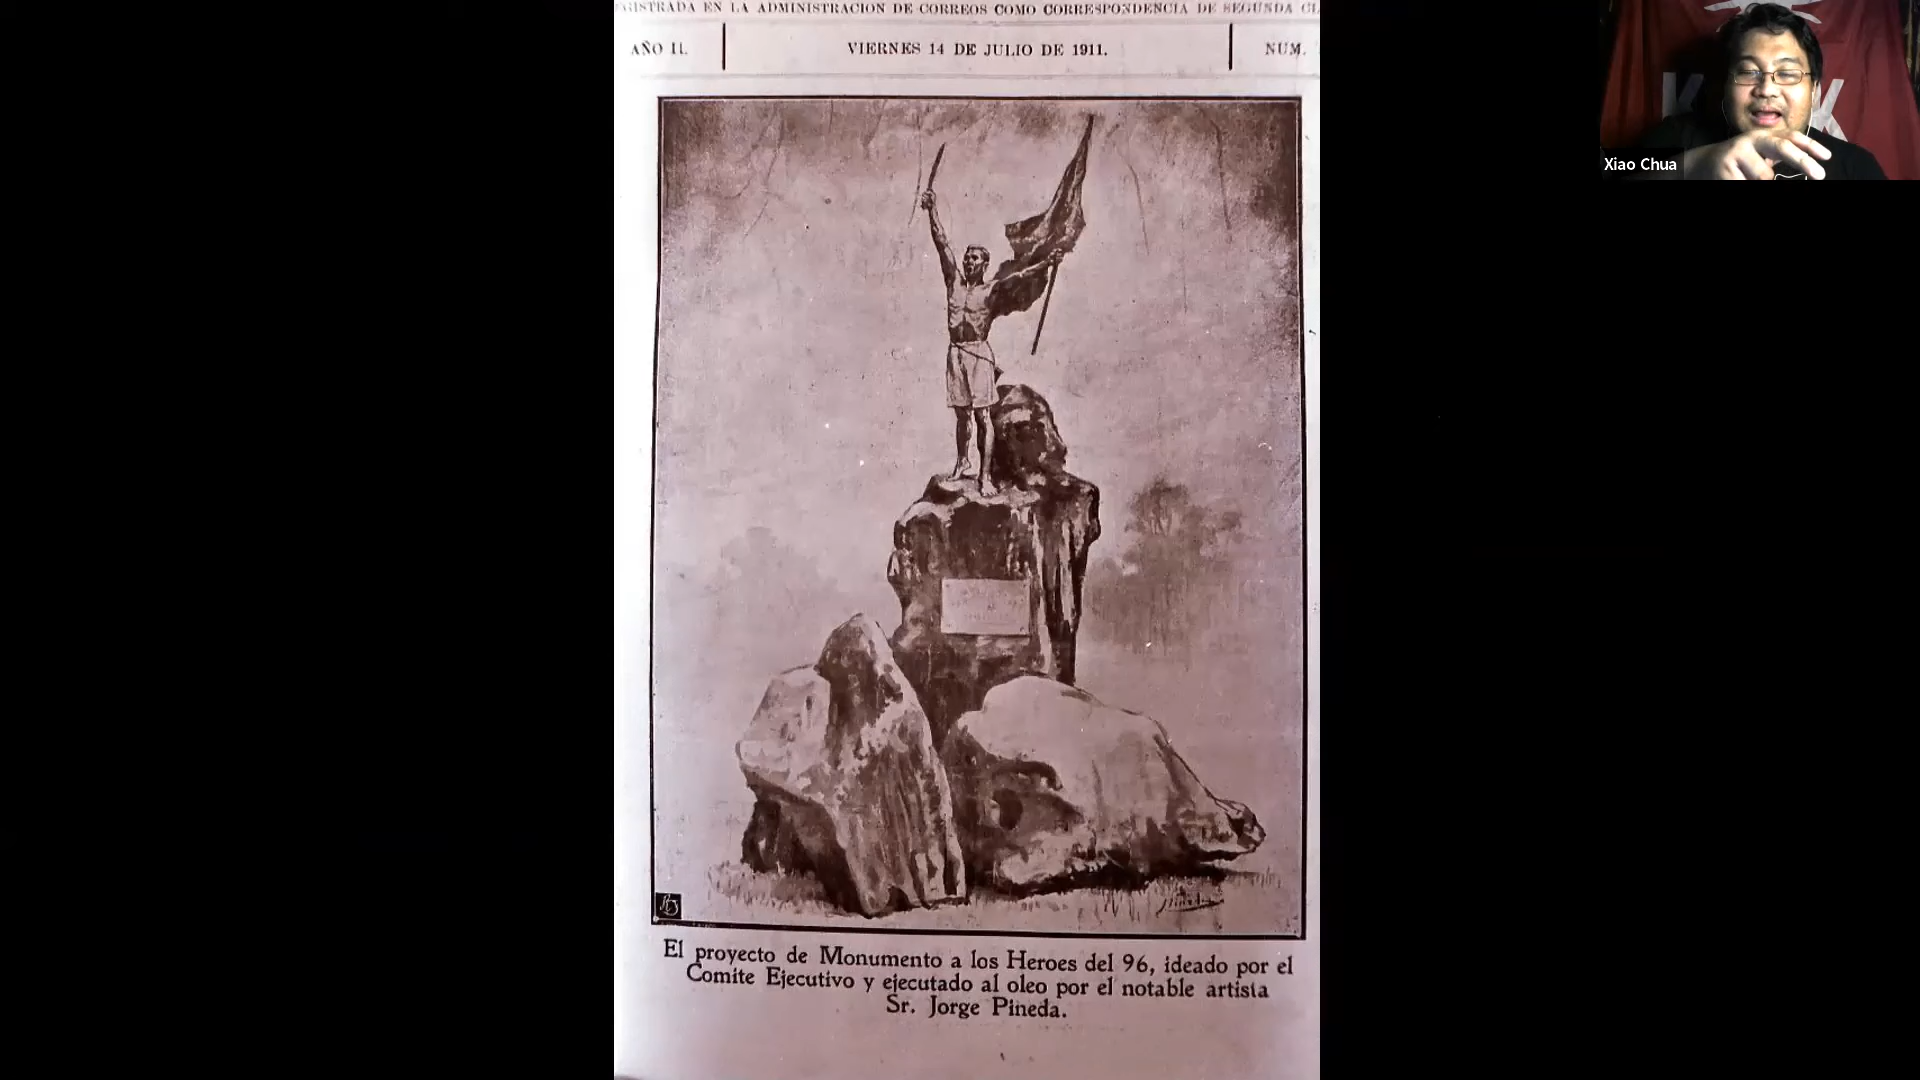 REGISTRADA EN LA ADMINISTRACION DE CORREOS COMO CORRESPONDENCIA DE SEGUNDA
AÑO II.
VIERNES 14 DE JULIO DE 1911.
NUM.
El proyecto de Monumento a los Heroes del 96, ideado por el
Comite Ejecutivo y ejecutado al oleo por el notable artista
Sr. Jorge Pineda.
Xiao Chua
K K